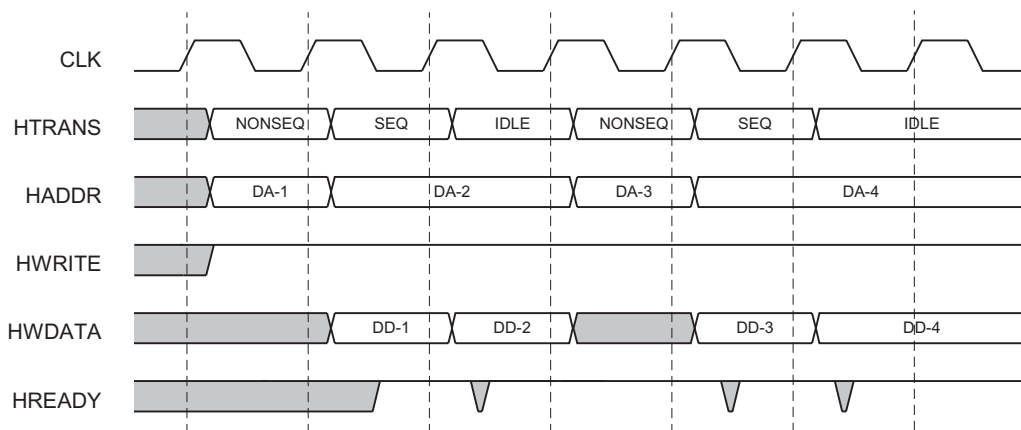 CLK
HTRANS NONSEQ SEQ IDLE NONSEQ SEQ IDLE
HADDR DA-1 DA-2 DA-3 DA-4
HWRITE
HWDATA DD-1 DD-2 DD-3 DD-4
HREADY